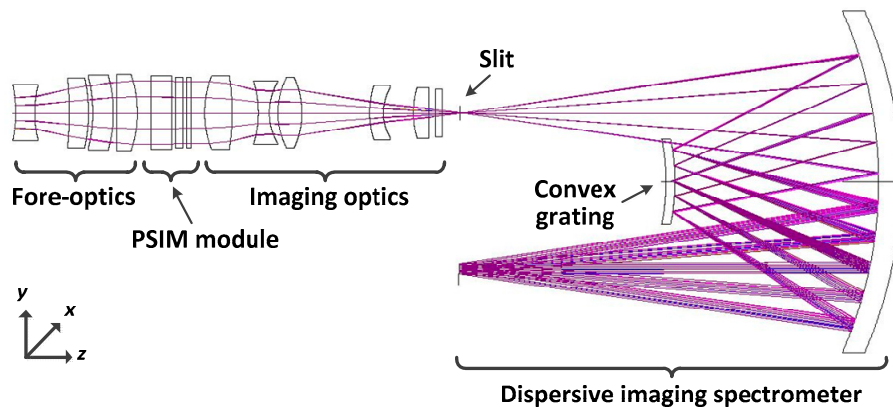 Slit
Fore-optics
Imaging optics
PSIM module
Convex
grating
y
x
z
Dispersive imaging spectrometer